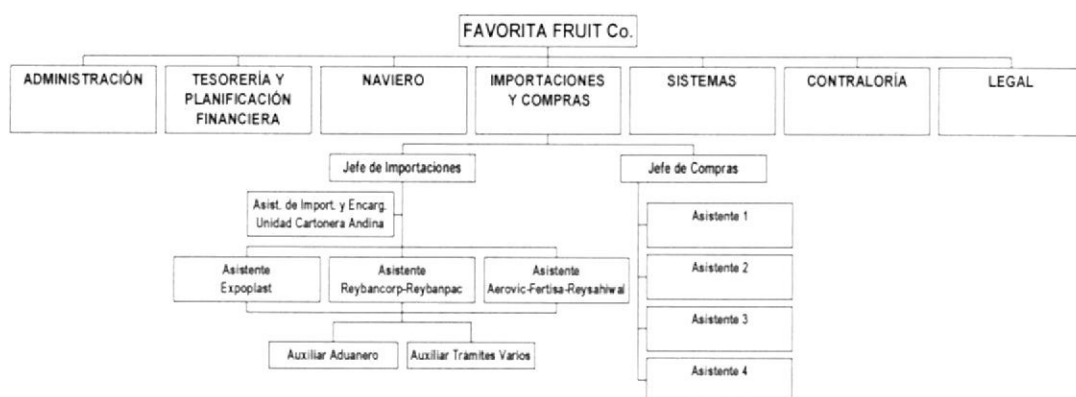 FAVORITA FRUIT Co.
ADMINISTRACIÓN
TESORERÍA Y
PLANIFICACIÓN
FINANCIERA
NAVIERO
IMPORTACIONES
Y COMPRAS
SISTEMAS
CONTRALORÍA
LEGAL
Jefe de Importaciones
Jefe de Compras
Asist. de Import. y Encarg.
Unidad Cartonera Andina
Asistente 1
Asistente
Expoplast
Asistente
Reybancorp-Reybanpac
Asistente
Aerovic-Fertisa-Reysahiwal
Asistente 2
Asistente 3
Auxiliar Aduanero
Auxiliar Trámites Varios
Asistente 4